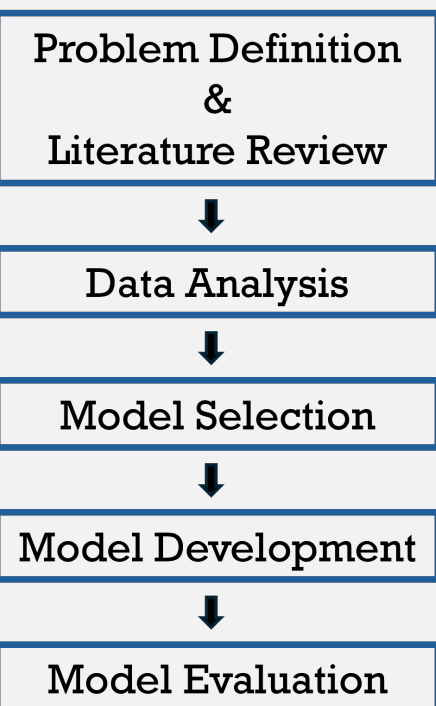 Problem Definition
&
Literature Review
Data Analysis
Model Selection
Model Development
Model Evaluation